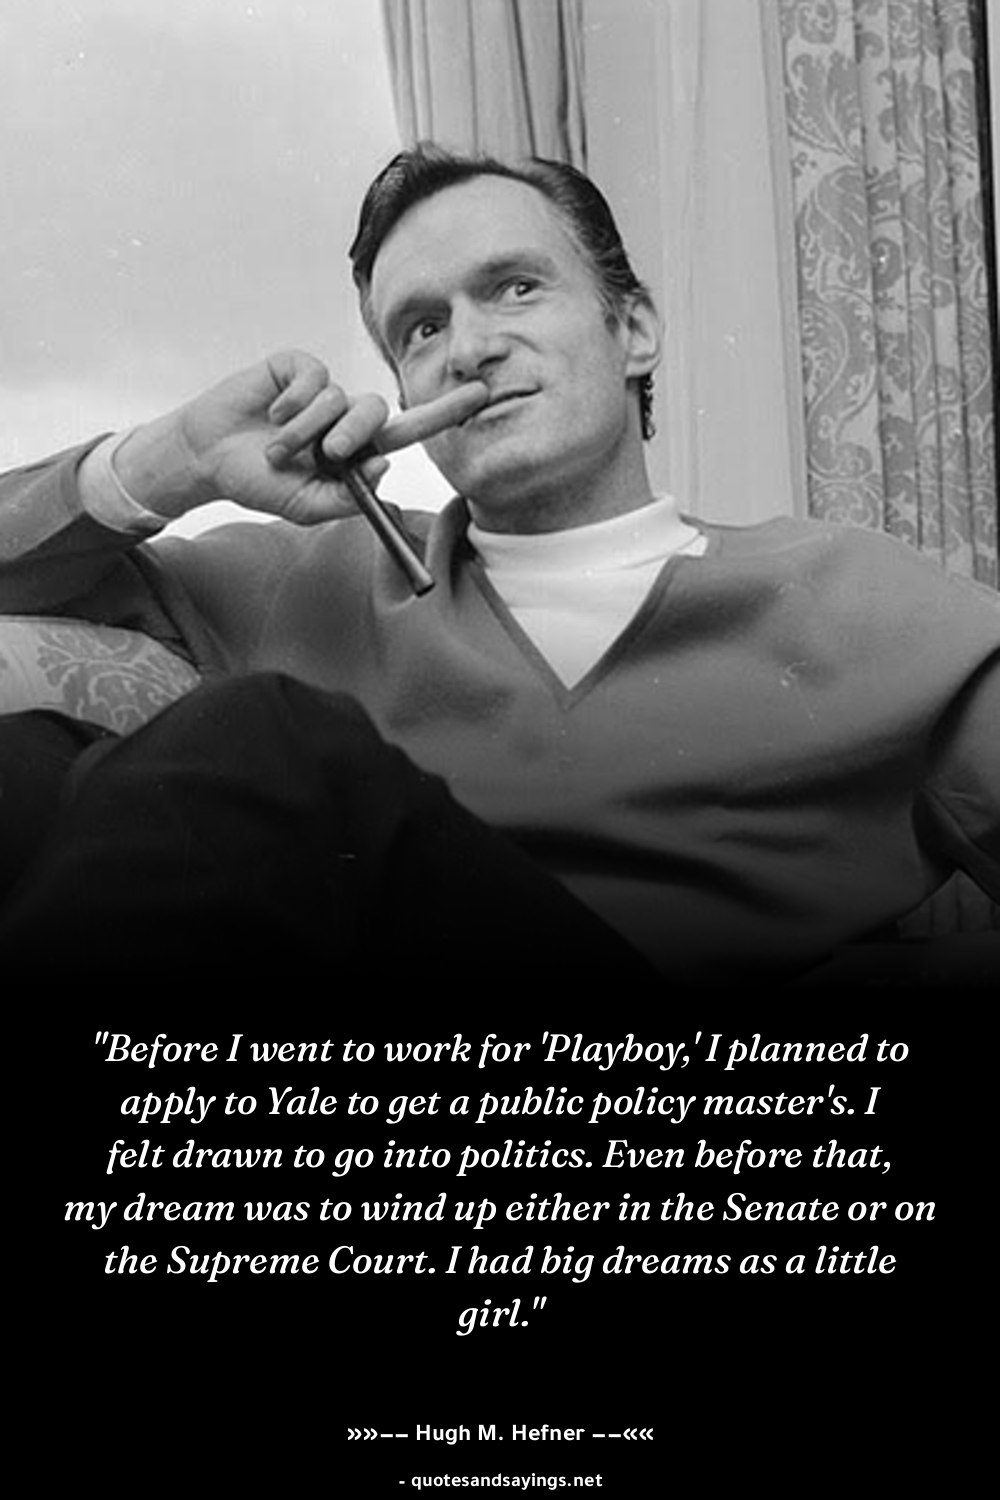 "Before I went to work for 'Playboy,' I planned to
apply to Yale to get a public policy master's. I
felt drawn to go into politics. Even before that,
my dream was to wind up either in the Senate or on
the Supreme Court. I had big dreams as a little
girl."
»»−− Hugh M. Hefner −−««
- quotesandsayings.net